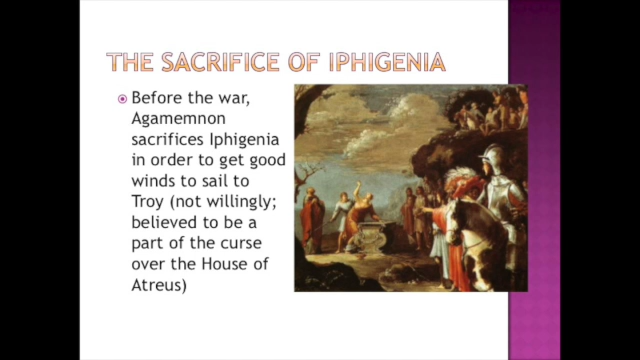 THE SACRIFICE OF IPHIGENIA
Before the war,
Agamemnon
sacrifices Iphigenia
in order to get good
winds to sail to
Troy (not willingly;
believed to be a
part of the curse
over the House of
Atreus)